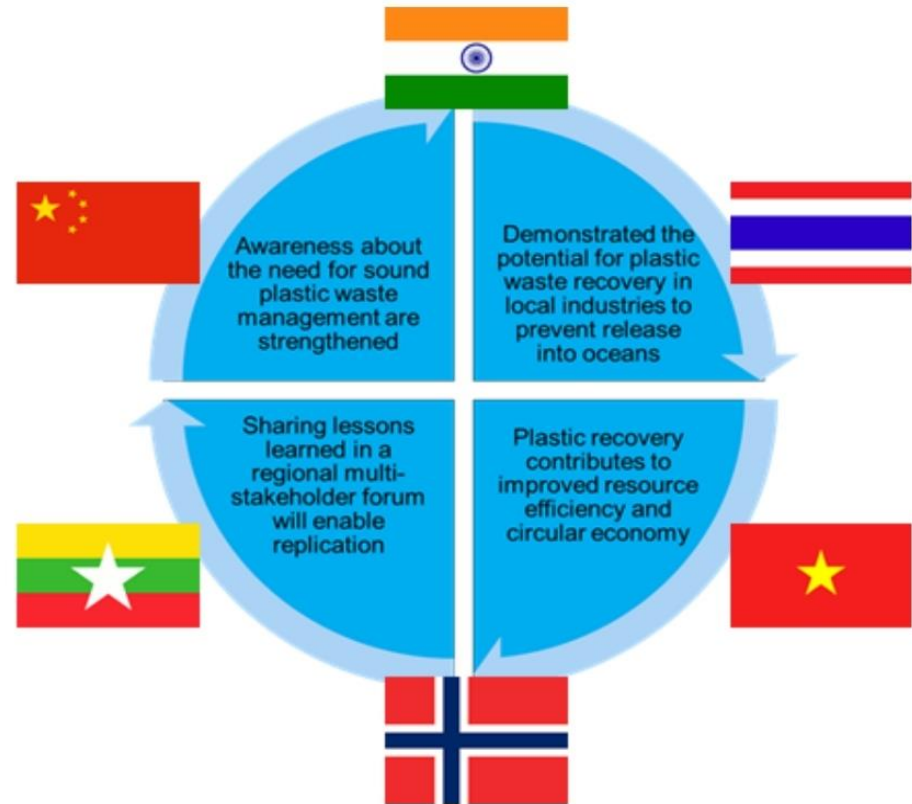 Awareness about
the need for sound
plastic waste
management are
strengthened
Demonstrated the
potential for plastic
waste recovery in
local industries to
prevent release
into oceans
Sharing lessons
learned in a
regional multi-
stakeholder forum
will enable
replication
Plastic recovery
contributes to
improved resource
efficiency and
circular economy